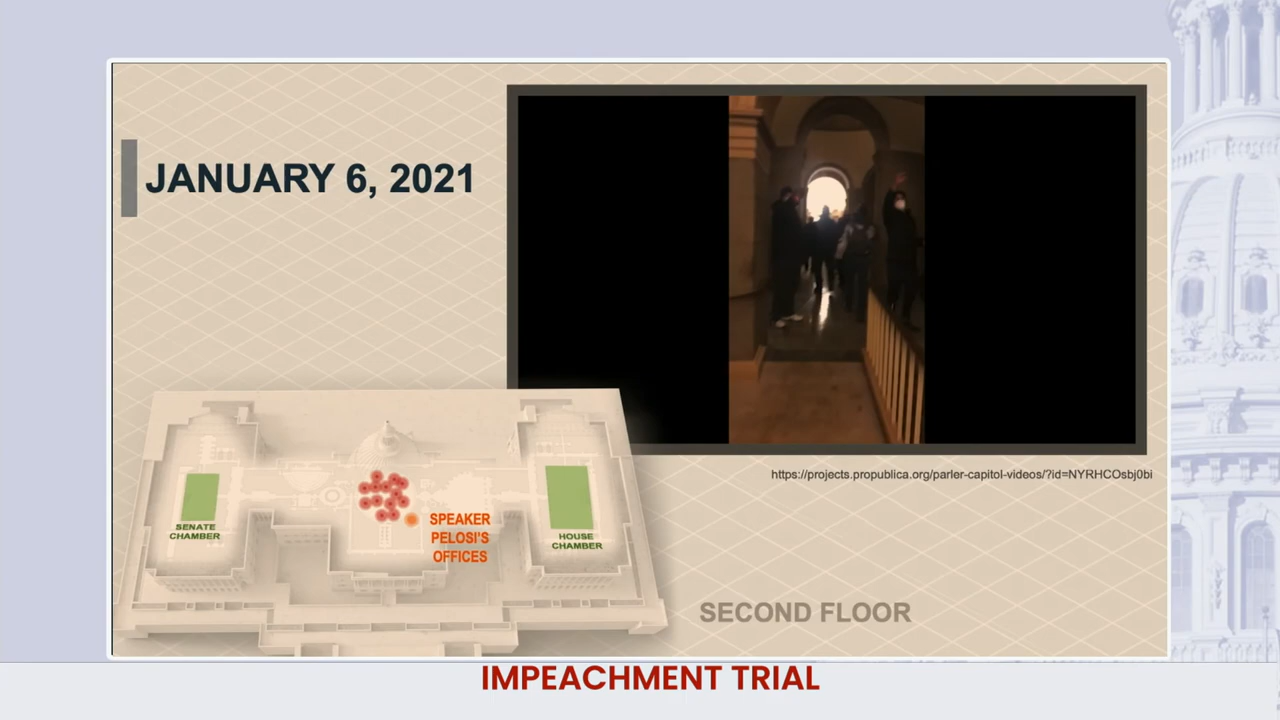 JANUARY 6, 2021
https://projects.propublica.org/parler-capitol-videos/?id=NYRHCOsbj0bi
SENATE
CHAMBER
SPEAKER
PELOSI'S
OFFICES
HOUSE
CHAMBER
SECOND FLOOR
IMPEACHMENT TRIAL